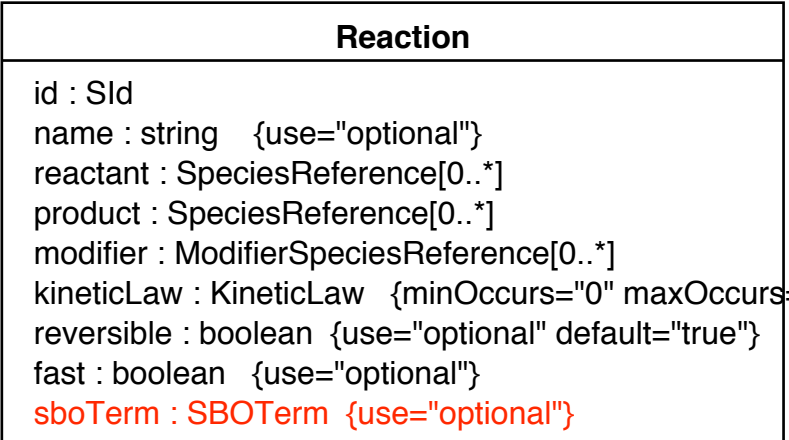 Reaction
id : SId
name : string {use="optional"}
reactant : SpeciesReference[0..*]
product : SpeciesReference[0..*]
modifier : ModifierSpeciesReference[0..*]
kineticLaw : KineticLaw {minOccurs="0" maxOccurs=
reversible : boolean {use="optional" default="true"}
fast : boolean {use="optional"}
sboTerm : SBOTerm {use="optional"}